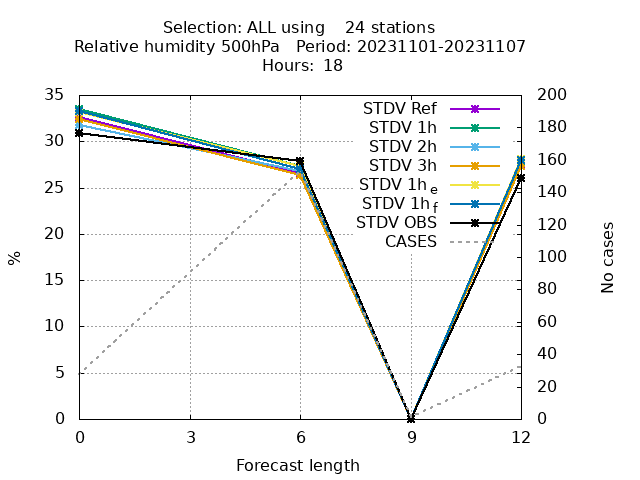 Selection: ALL using    24 stations
Relative humidity 500hPa   Period: 20231101-20231107
Hours: 18
35
30
25
20
15
10
5
0
%
200
180
160
140
120
100
80
60
40
20
0
No cases
STDV Ref
STDV 1h
STDV 2h
STDV 3h
STDV 1h e
STDV 1h f
STDV OBS
CASES
0 3 6 9 12
Forecast length